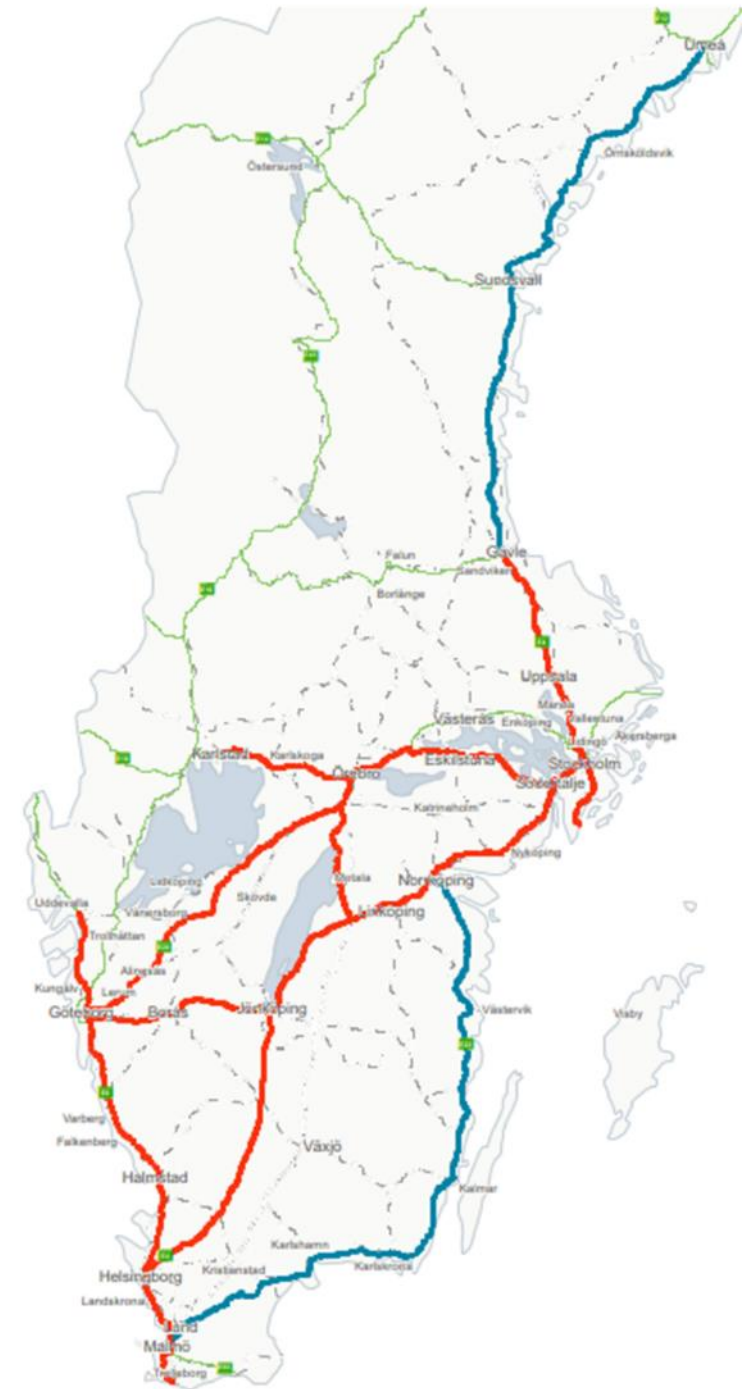 Umeå
Örnsköldsvik
Östersund
Sundsvall
Gävle
Falun
Sandviken
Borlänge
Uppsala
Märsta
Vallentuna
Västerås
Enköping
Lidingö
Åkersberga
Karlstad
Karlskoga
Eskilstuna
Stockholm
Örebro
Södertälje
Katrineholm
Nyköping
Motala
Norrköping
Lidköping
Skövde
Uddevalla
Vänersborg
Linköping
Trollhättan
Alingsås
Kungälv
Lerum
Göteborg
Borås
Jönköping
Västervik
Visby
Varberg
Falkenberg
Växjö
Halmstad
Kalmar
Karlshamn
Kristianstad
Karlskrona
Helsingborg
Landskrona
Lund
Malmö
Trelleborg